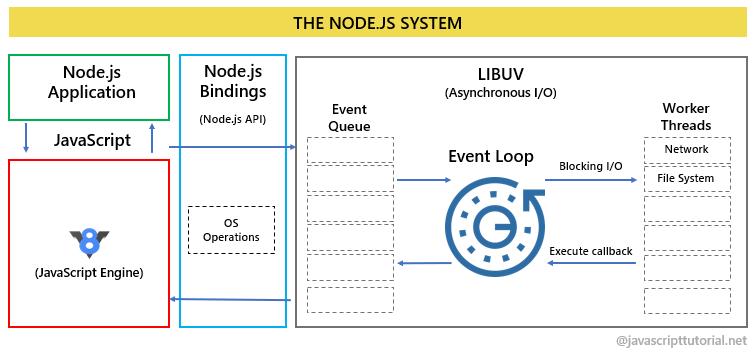 THE NODE.JS SYSTEM
Node.js
Application
JavaScript
(JavaScript Engine)
Node.js
Bindings
(Node.js API)
OS
Operations
LIBUV
(Asynchronous I/O)
Event
Queue
Event Loop
Blocking I/O
Execute callback
Worker
Threads
Network
File System
@javascripttutorial.net